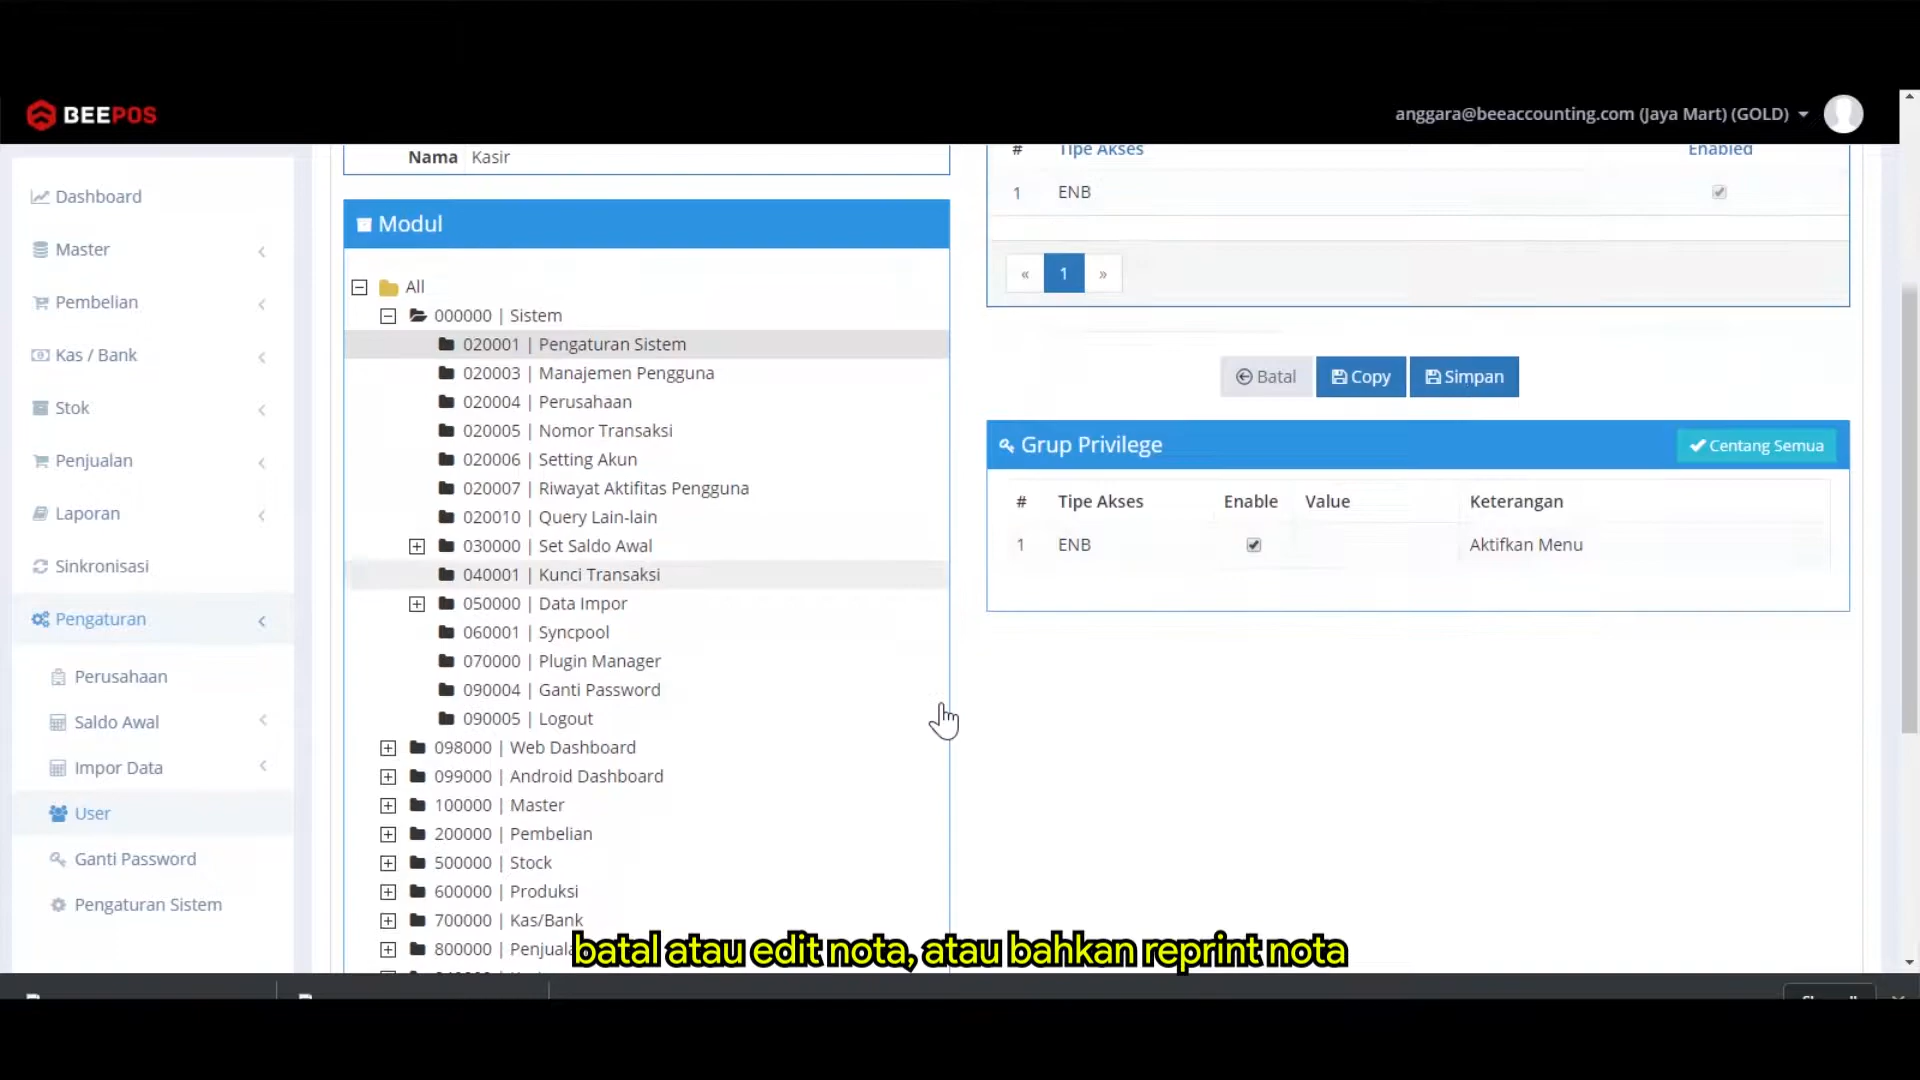 BEEPOS
anggara@beeaccounting.com (Jaya Mart) (GOLD)
Dashboard
Master
Pembelian
Kas / Bank
Stok
Penjualan
Laporan
Sinkronisasi
Pengaturan
Perusahaan
Saldo Awal
Impor Data
User
Ganti Password
Pengaturan Sistem
Nama Kasir
Modul
All
000000 | Sistem
020001 | Pengaturan Sistem
020003 | Manajemen Pengguna
020004 | Perusahaan
020005 | Nomor Transaksi
020006 | Setting Akun
020007 | Riwayat Aktifitas Pengguna
020010 | Query Lain-lain
030000 | Set Saldo Awal
040001 | Kunci Transaksi
050000 | Data Impor
060001 | Syncpool
070000 | Plugin Manager
090004 | Ganti Password
090005 | Logout
098000 | Web Dashboard
099000 | Android Dashboard
100000 | Master
200000 | Pembelian
500000 | Stock
600000 | Produksi
700000 | Kas/Bank
800000 | Penjuala
# Tipe Akses Enabled
1 ENB
« 1 »
Batal Copy Simpan
Grup Privilege Centang Semua
# Tipe Akses Enable Value Keterangan
1 ENB Aktifkan Menu
batal atau edit nota, atau bahkan reprint nota